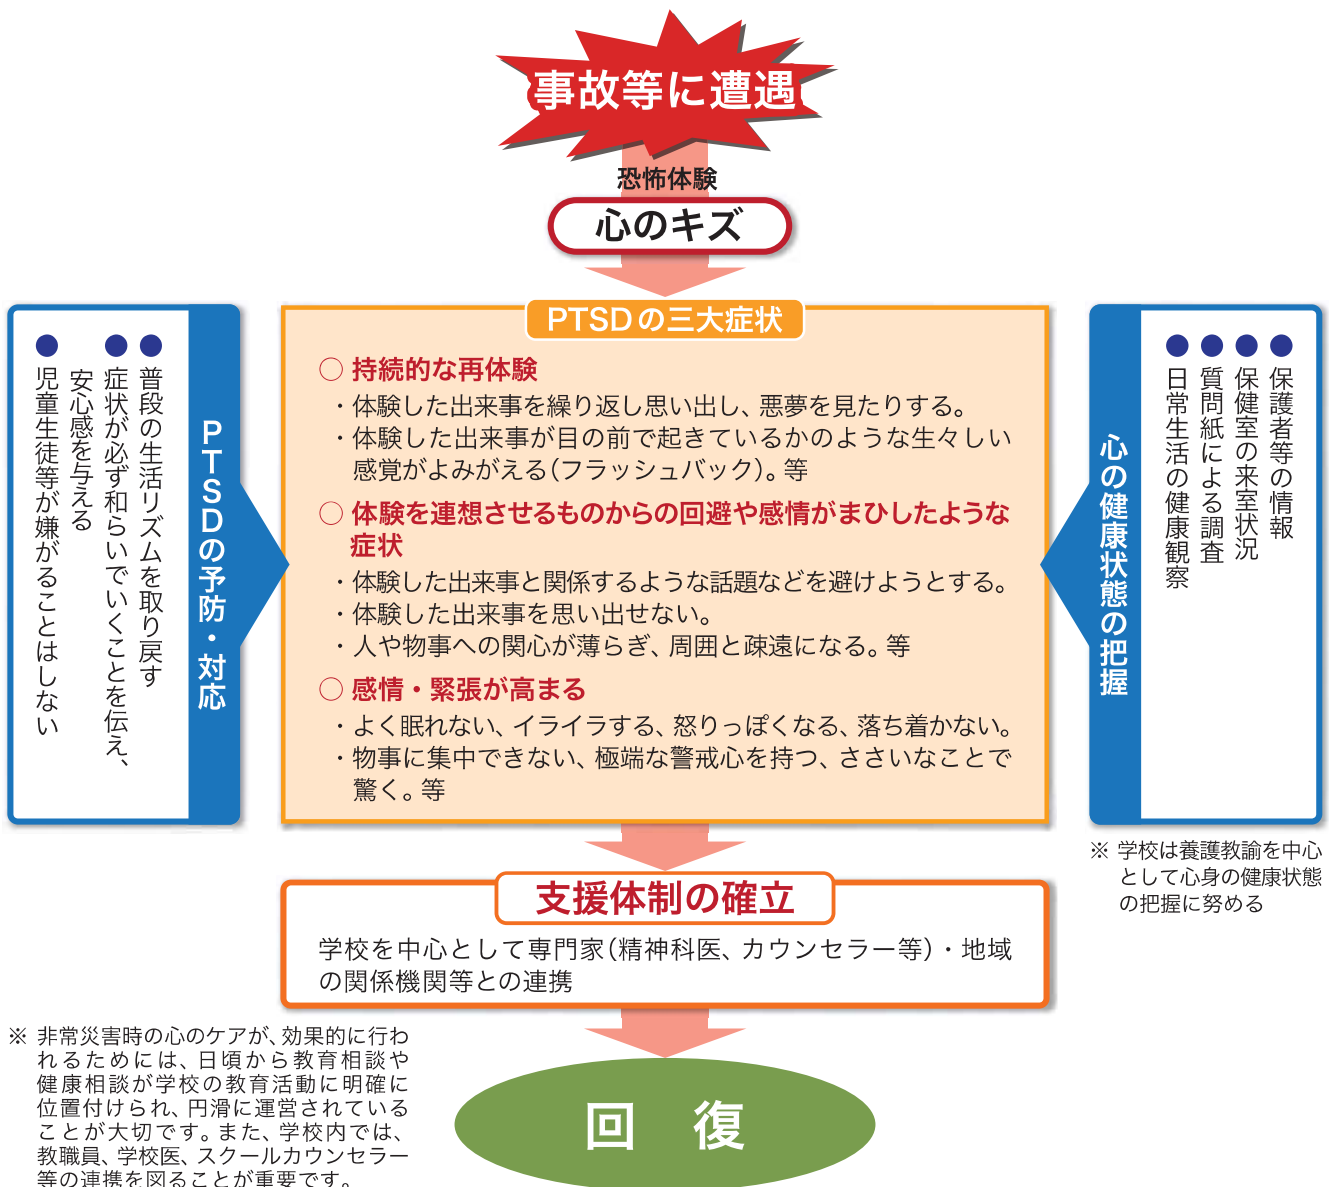 事故等に遭遇
恐怖体験
心のキズ
PTSDの三大症状
○ 持続的な再体験
・体験した出来事を繰り返し思い出し、悪夢を見たりする。
・体験した出来事が目の前で起きているかのような生々しい
感覚がよみがえる(フラッシュバック)。等
○ 体験を連想させるものからの回避や感情がまひしたような
症状
・体験した出来事と関係するような話題などを避けようとする。
・体験した出来事を思い出せない。
・人や物事への関心が薄らぎ、周囲と疎遠になる。等
○ 感情・緊張が高まる
・よく眠れない、イライラする、怒りっぽくなる、落ち着かない。
・物事に集中できない、極端な警戒心を持つ、ささいなことで
驚く。等
PTSDの予防・対応
● 普段の生活リズムを取り戻す
● 症状が必ず和らいでいくことを伝え、
安心感を与える
● 児童生徒等が嫌がることはしない
心の健康状態の把握
● 保護者等の情報
● 保健室の来室状況
● 質問紙による調査
● 日常生活の健康観察
※ 学校は養護教諭を中心
として心身の健康状態
の把握に努める
支援体制の確立
学校を中心として専門家(精神科医、カウンセラー等)・地域
の関係機関等との連携
回 復
※ 非常災害時の心のケアが、効果的に行わ
れるためには、日頃から教育相談や
健康相談が学校の教育活動に明確に
位置付けられ、円滑に運営されている
ことが大切です。また、学校内では、
教職員、学校医、スクールカウンセラー
等の連携を図ることが重要です。